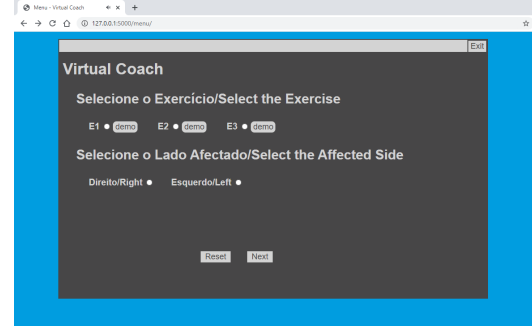 Menu - Virtual Coach
127.0.0.1:5000/menu/
Exit
Virtual Coach
Selecione o Exercício/Select the Exercise
E1 demo E2 demo E3 demo
Selecione o Lado Afectado/Select the Affected Side
Direito/Right Esquerdo/Left
Reset Next